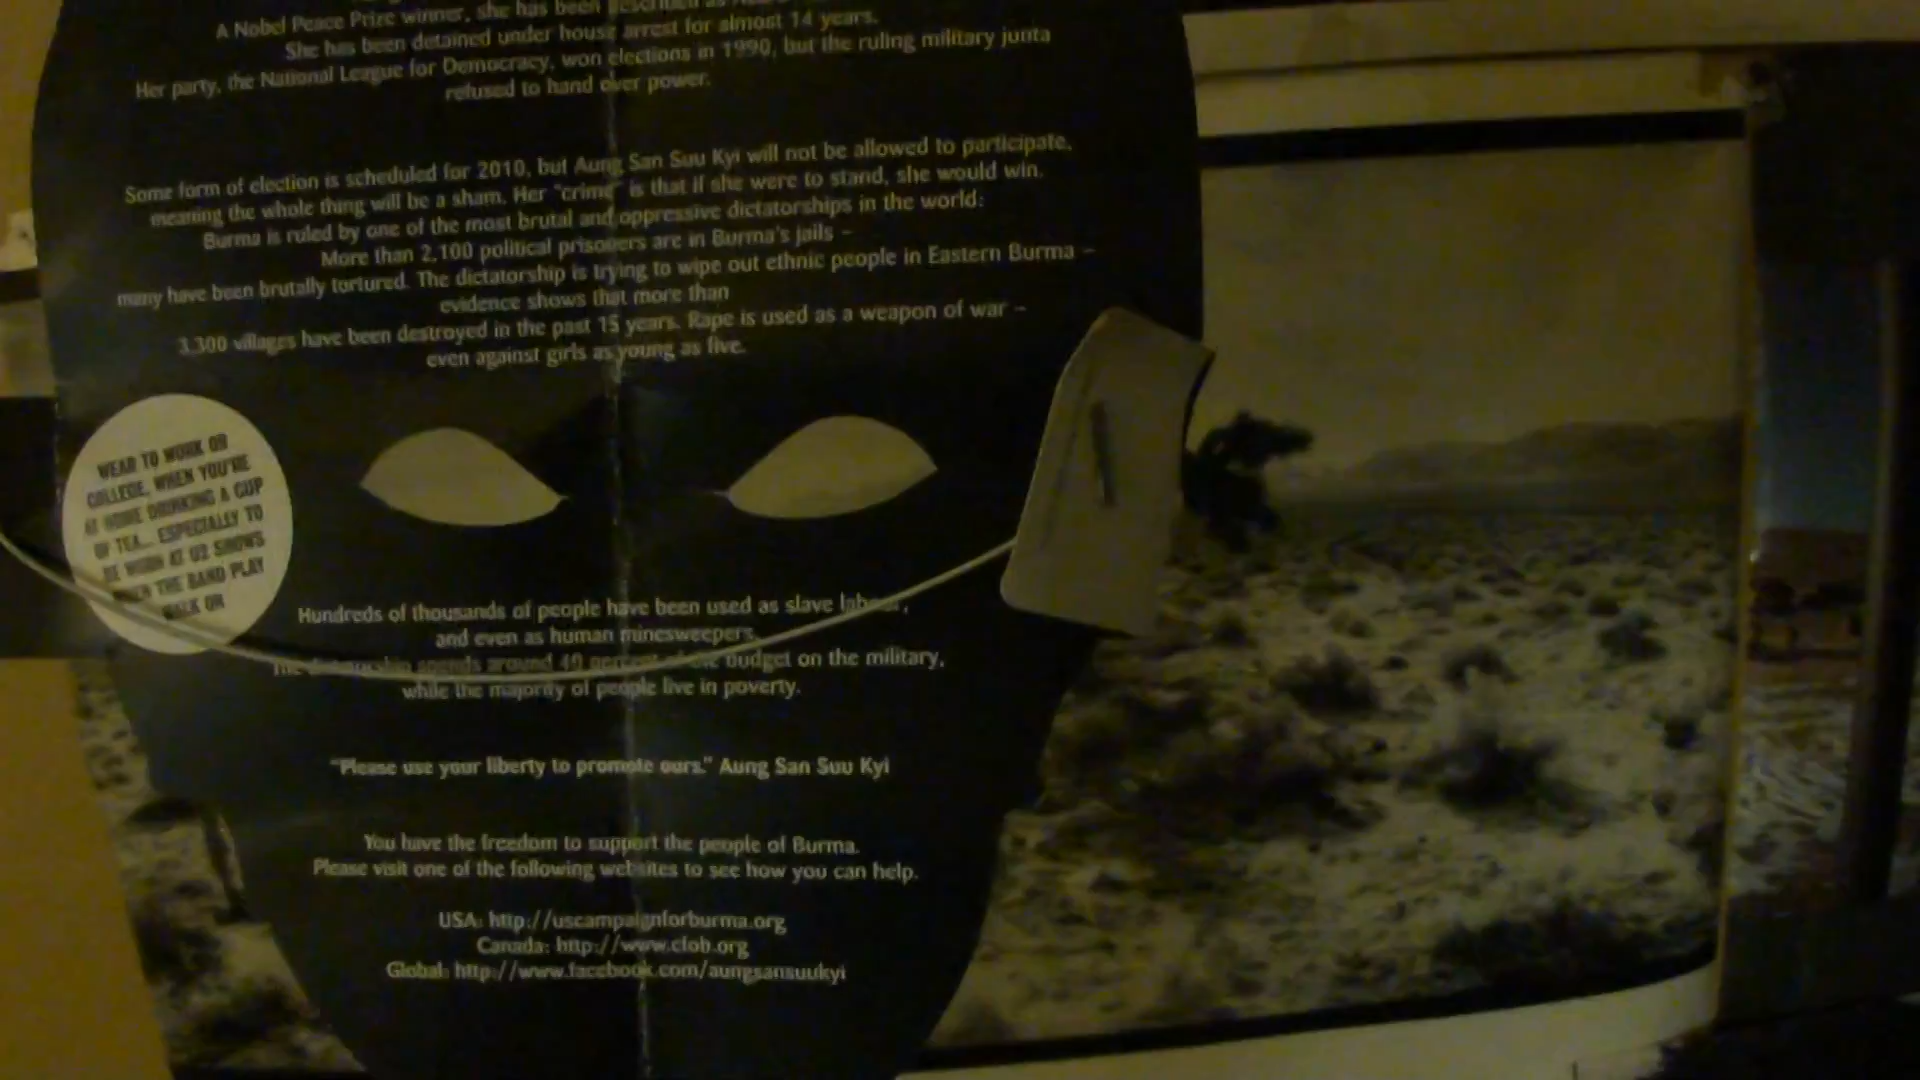 A Nobel Peace Prize winner, she has been described as
She has been detained under house arrest for almost 14 years.
Her party, the National League for Democracy, won elections in 1990, but the ruling military junta
refused to hand over power.
Some form of election is scheduled for 2010, but Aung San Suu Kyi will not be allowed to participate,
meaning the whole thing will be a sham. Her "crime" is that if she were to stand, she would win.
Burma is ruled by one of the most brutal and oppressive dictatorships in the world:
More than 2,100 political prisoners are in Burma's jails –
many have been brutally tortured. The dictatorship is trying to wipe out ethnic people in Eastern Burma –
evidence shows that more than
3,300 villages have been destroyed in the past 15 years. Rape is used as a weapon of war –
even against girls as young as five.
WEAR TO WORK OR
COLLEGE, WHEN YOU'RE
AT HOME DRINKING A CUP
OF TEA... ESPECIALLY TO
BE WORN AT U2 SHOWS
WHEN THE BAND PLAY
WALK ON
Hundreds of thousands of people have been used as slave labour,
and even as human minesweepers.
The dictatorship spends around 40 percent of the budget on the military,
while the majority of people live in poverty.
"Please use your liberty to promote ours." Aung San Suu Kyi
You have the freedom to support the people of Burma.
Please visit one of the following websites to see how you can help.
USA: http://uscampaignforburma.org
Canada: http://www.cfob.org
Global: http://www.facebook.com/aungsansuukyi